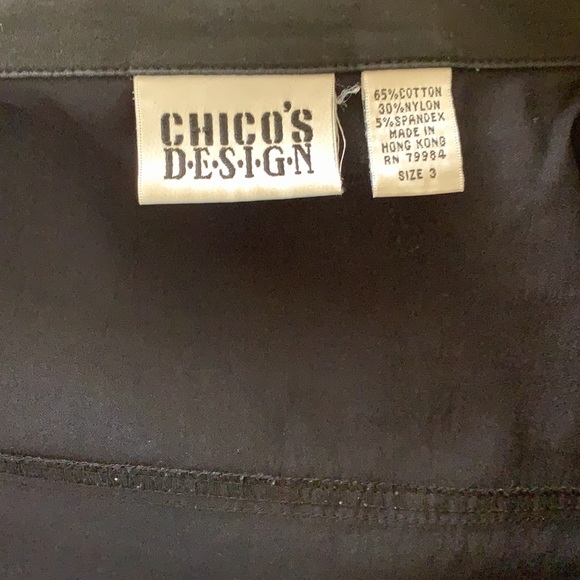 CHICO'S
D•E•S•I•G•N
65%COTTON
30%NYLON
5%SPANDEX
MADE IN
HONG KONG
RN 79984
SIZE 3